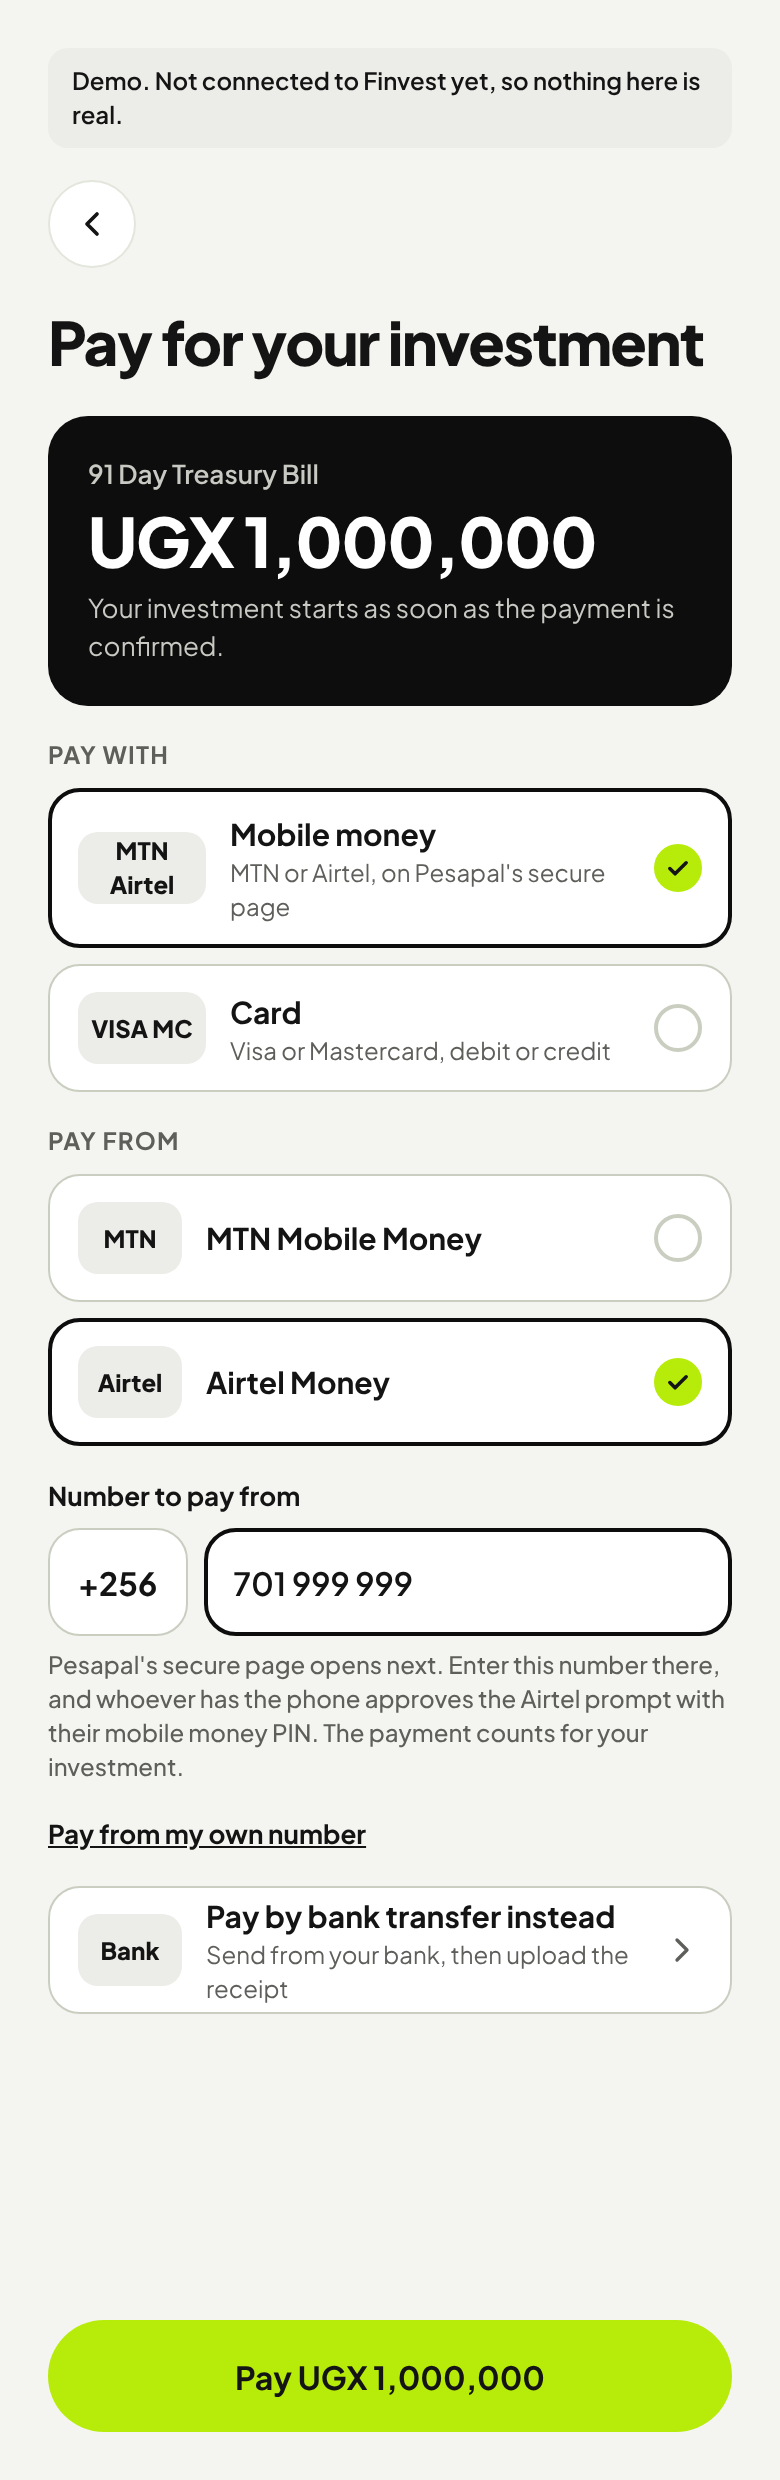 Demo. Not connected to Finvest yet, so nothing here is
real.
Pay for your investment
91 Day Treasury Bill
UGX 1,000,000
Your investment starts as soon as the payment is
confirmed.
PAY WITH
MTN
Airtel
Mobile money
MTN or Airtel, on Pesapal's secure
page
VISA MC
Card
Visa or Mastercard, debit or credit
PAY FROM
MTN
MTN Mobile Money
Airtel
Airtel Money
Number to pay from
+256
701 999 999
Pesapal's secure page opens next. Enter this number there,
and whoever has the phone approves the Airtel prompt with
their mobile money PIN. The payment counts for your
investment.
Pay from my own number
Bank
Pay by bank transfer instead
Send from your bank, then upload the
receipt
Pay UGX 1,000,000